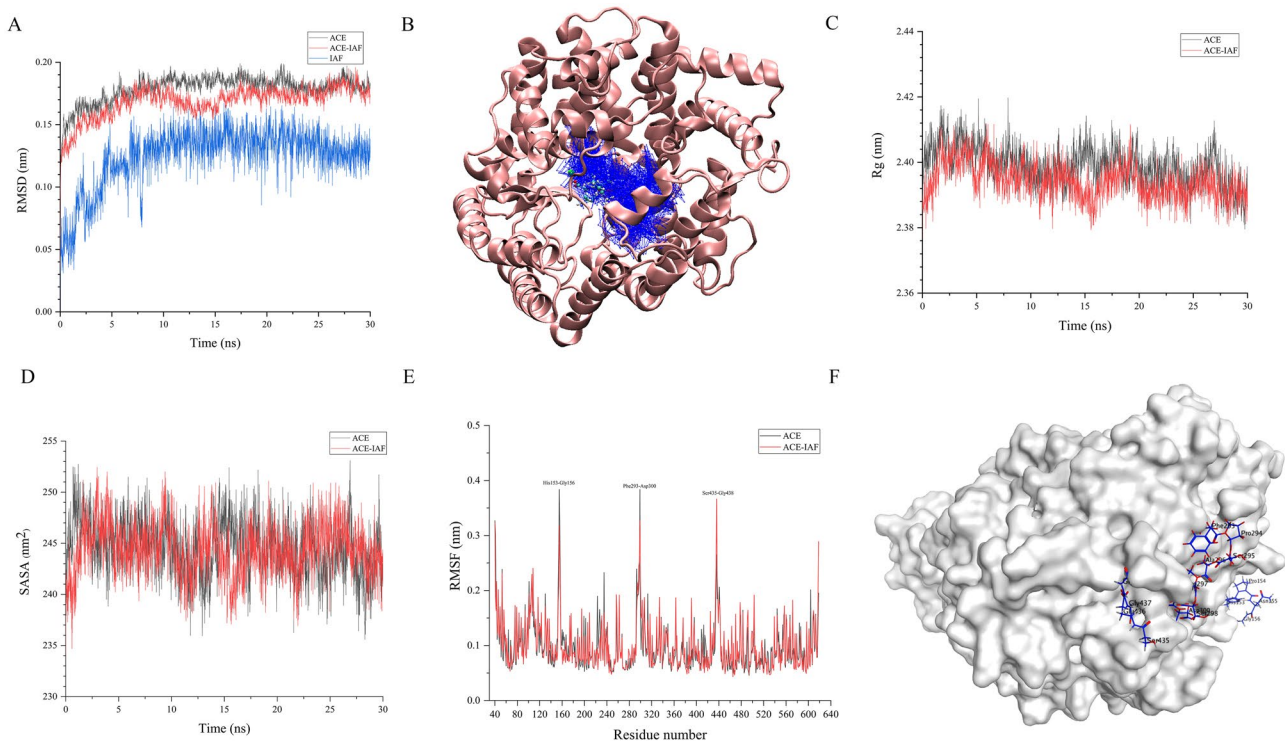 A
ACE
ACE-IAF
IAF
0.20
0.15
0.10
0.05
0.00
RMSD (nm)
0 5 10 15 20 25 30
Time (ns)
B
C
ACE
ACE-IAF
2.44
2.42
2.40
2.38
2.36
Rg (nm)
0 5 10 15 20 25 30
Time (ns)
D
ACE
ACE-IAF
255
250
245
240
235
230
SASA (nm²)
0 5 10 15 20 25 30
Time (ns)
E
ACE
ACE-IAF
0.5
0.4
0.3
0.2
0.1
0.0
RMSF (nm)
His153-Gly156
Phe293-Asp300
Ser435-Gly438
40 80 120 160 200 240 280 320 360 400 440 480 520 560 600 640
Residue number
F
Pro294
Ser295
Pro154
Asn155
Gly437
Ser435